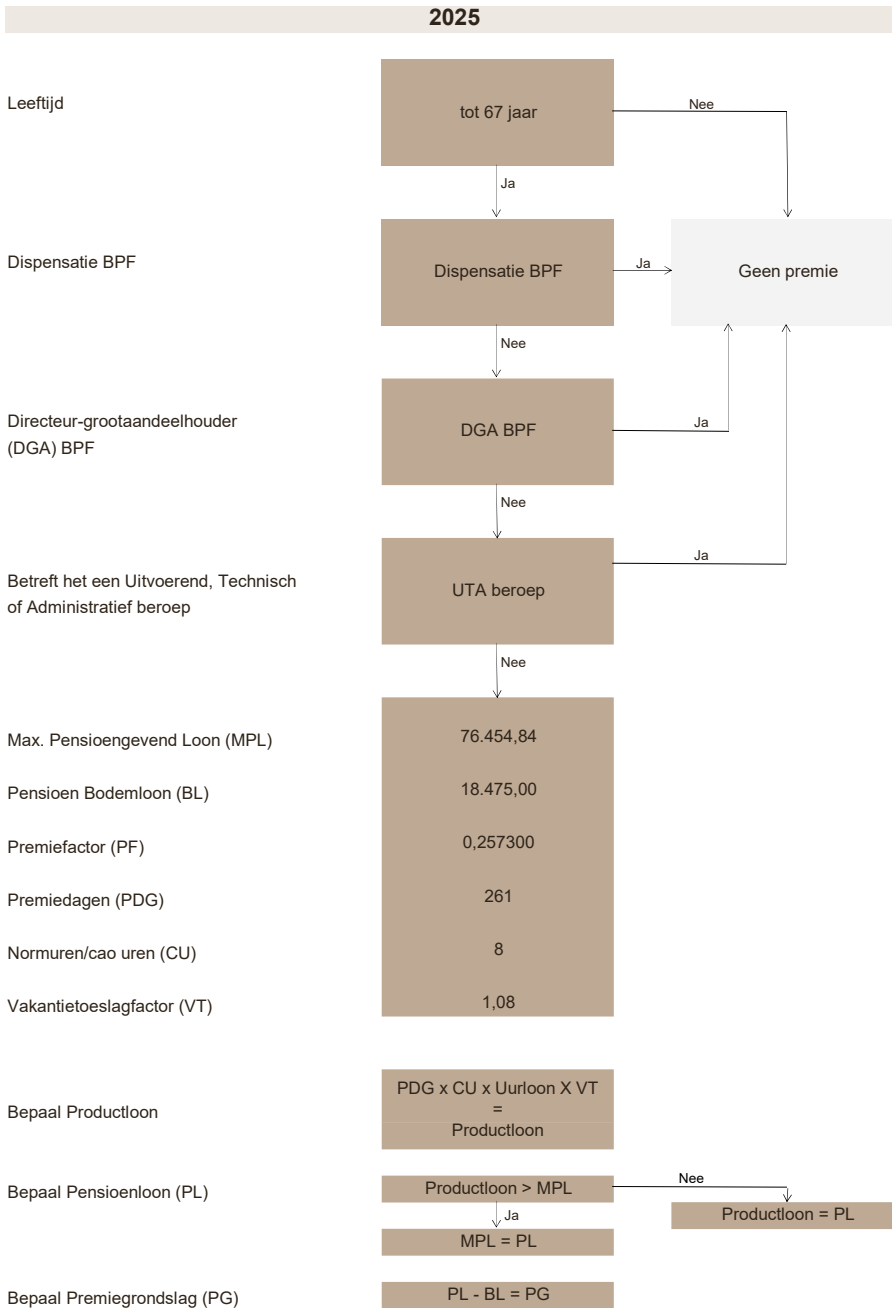 2025
Leeftijd
tot 67 jaar
Nee
Ja
Dispensatie BPF
Dispensatie BPF
Ja
Geen premie
Nee
Directeur-grootaandeelhouder
(DGA) BPF
DGA BPF
Ja
Nee
Betreft het een Uitvoerend, Technisch
of Administratief beroep
UTA beroep
Ja
Nee
Max. Pensioengevend Loon (MPL)
76.454,84
Pensioen Bodemloon (BL)
18.475,00
Premiefactor (PF)
0,257300
Premiedagen (PDG)
261
Normuren/cao uren (CU)
8
Vakantietoeslagfactor (VT)
1,08
Bepaal Productloon
PDG x CU x Uurloon X VT
=
Productloon
Bepaal Pensioenloon (PL)
Productloon > MPL
Nee
Productloon = PL
Ja
MPL = PL
Bepaal Premiegrondslag (PG)
PL - BL = PG